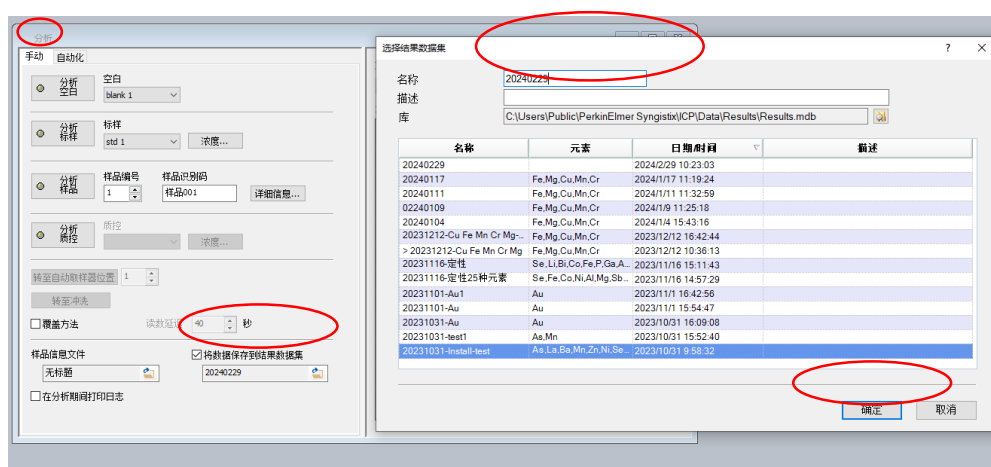 分析
手动 自动化
分析空白
空白
blank 1
分析标样
标样
std 1
浓度...
分析样品
样品编号 样品识别码
1 样品001 详细信息...
分析质控
质控
浓度...
转至自动取样器位置 1
转至冲洗
覆盖方法 读数延迟 40 秒
样品信息文件 将数据保存到结果数据集
无标题 20240229
在分析期间打印日志
选择结果数据集 ? ×
名称 20240229
描述
库 C:\Users\Public\PerkinElmer Syngistix\ICP\Data\Results\Results.mdb
名称 元素 日期/时间 描述
20240229 2024/2/29 10:23:03
20240117 Fe,Mg,Cu,Mn,Cr 2024/1/17 11:19:24
20240111 Fe,Mg,Cu,Mn,Cr 2024/1/11 11:32:59
02240109 Fe,Mg,Cu,Mn,Cr 2024/1/9 11:25:18
20240104 Fe,Mg,Cu,Mn,Cr 2024/1/4 15:43:16
20231212-Cu Fe Mn Cr Mg-.. Fe,Mg,Cu,Mn,Cr 2023/12/12 16:42:44
> 20231212-Cu Fe Mn Cr Mg Fe,Mg,Cu,Mn,Cr 2023/12/12 10:36:13
20231116-定性 Se,Li,Bi,Co,Fe,P,Ga,A... 2023/11/16 15:11:43
20231116-定性25种元素 Se,Fe,Co,Ni,Al,Mg,Sb... 2023/11/16 14:57:29
20231101-Au1 Au 2023/11/1 16:42:56
20231101-Au Au 2023/11/1 15:54:47
20231031-Au Au 2023/10/31 16:09:08
20231031-test1 As,Mn 2023/10/31 15:52:40
20231031-Install-test As,La,Ba,Mn,Zn,Ni,Se... 2023/10/31 9:58:32
确定 取消